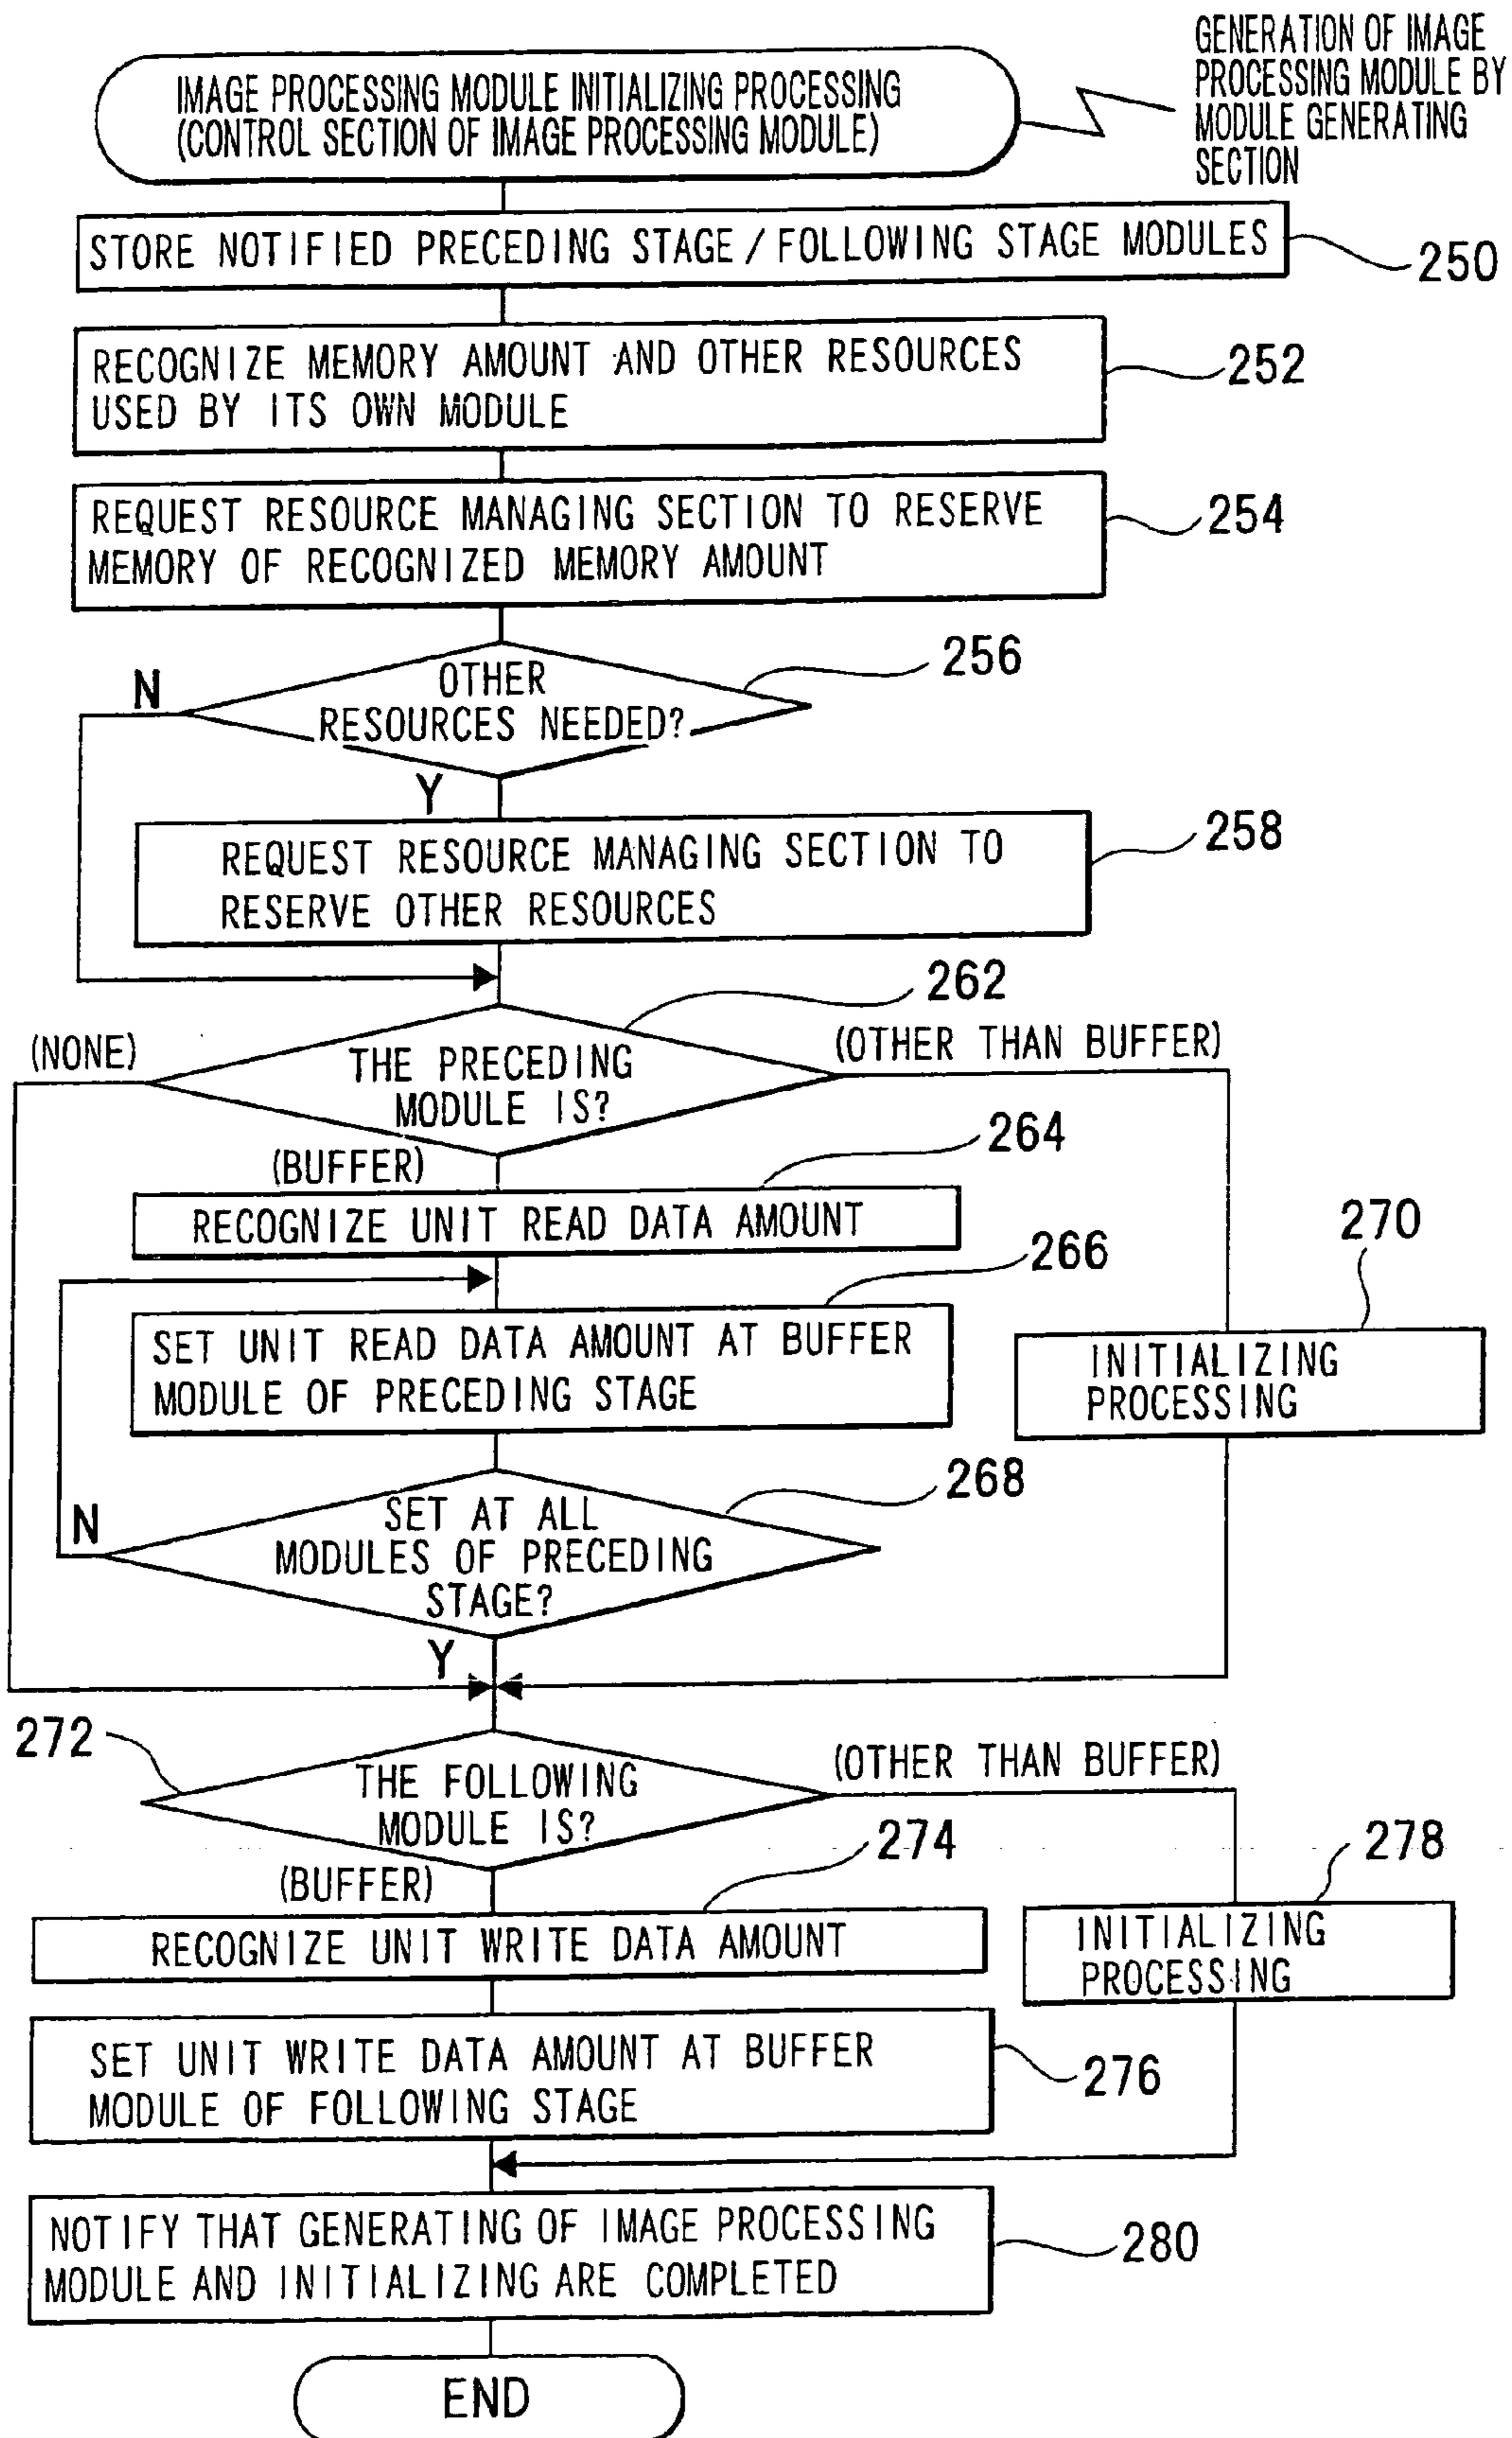 GENERATION OF IMAGE
PROCESSING MODULE BY
MODULE GENERATING
SECTION
IMAGE PROCESSING MODULE INITIALIZING PROCESSING
(CONTROL SECTION OF IMAGE PROCESSING MODULE)
STORE NOTIFIED PRECEDING STAGE / FOLLOWING STAGE MODULES
250
RECOGNIZE MEMORY AMOUNT AND OTHER RESOURCES
USED BY ITS OWN MODULE
252
REQUEST RESOURCE MANAGING SECTION TO RESERVE
MEMORY OF RECOGNIZED MEMORY AMOUNT
254
256
N
OTHER
RESOURCES NEEDED?
Y
258
REQUEST RESOURCE MANAGING SECTION TO
RESERVE OTHER RESOURCES
262
(NONE)
(OTHER THAN BUFFER)
THE PRECEDING
MODULE IS?
(BUFFER)
264
RECOGNIZE UNIT READ DATA AMOUNT
266
270
SET UNIT READ DATA AMOUNT AT BUFFER
MODULE OF PRECEDING STAGE
INITIALIZING
PROCESSING
268
N
SET AT ALL
MODULES OF PRECEDING
STAGE?
Y
272
(OTHER THAN BUFFER)
THE FOLLOWING
MODULE IS?
274
278
(BUFFER)
RECOGNIZE UNIT WRITE DATA AMOUNT
INITIALIZING
PROCESSING
SET UNIT WRITE DATA AMOUNT AT BUFFER
MODULE OF FOLLOWING STAGE
276
NOTIFY THAT GENERATING OF IMAGE PROCESSING
MODULE AND INITIALIZING ARE COMPLETED
280
END